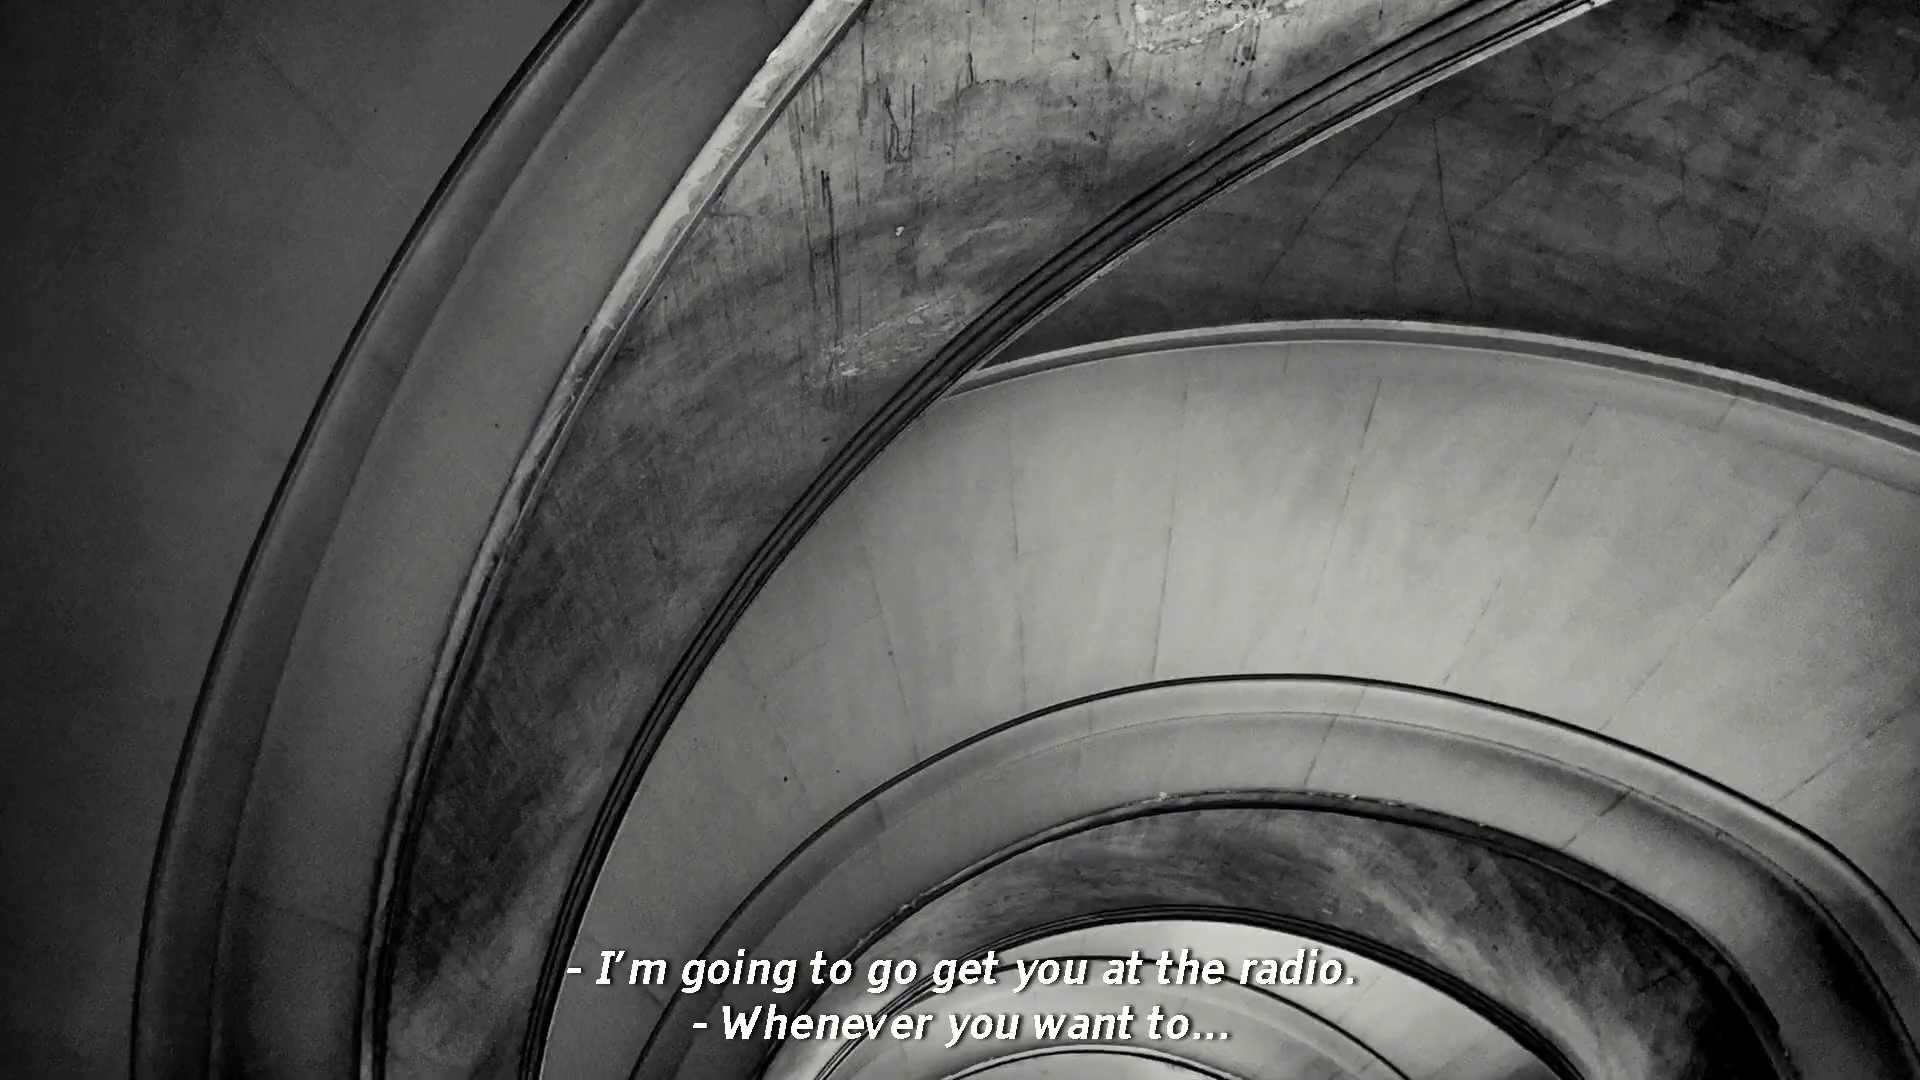 - I'm going to go get you at the radio.
- Whenever you want to...